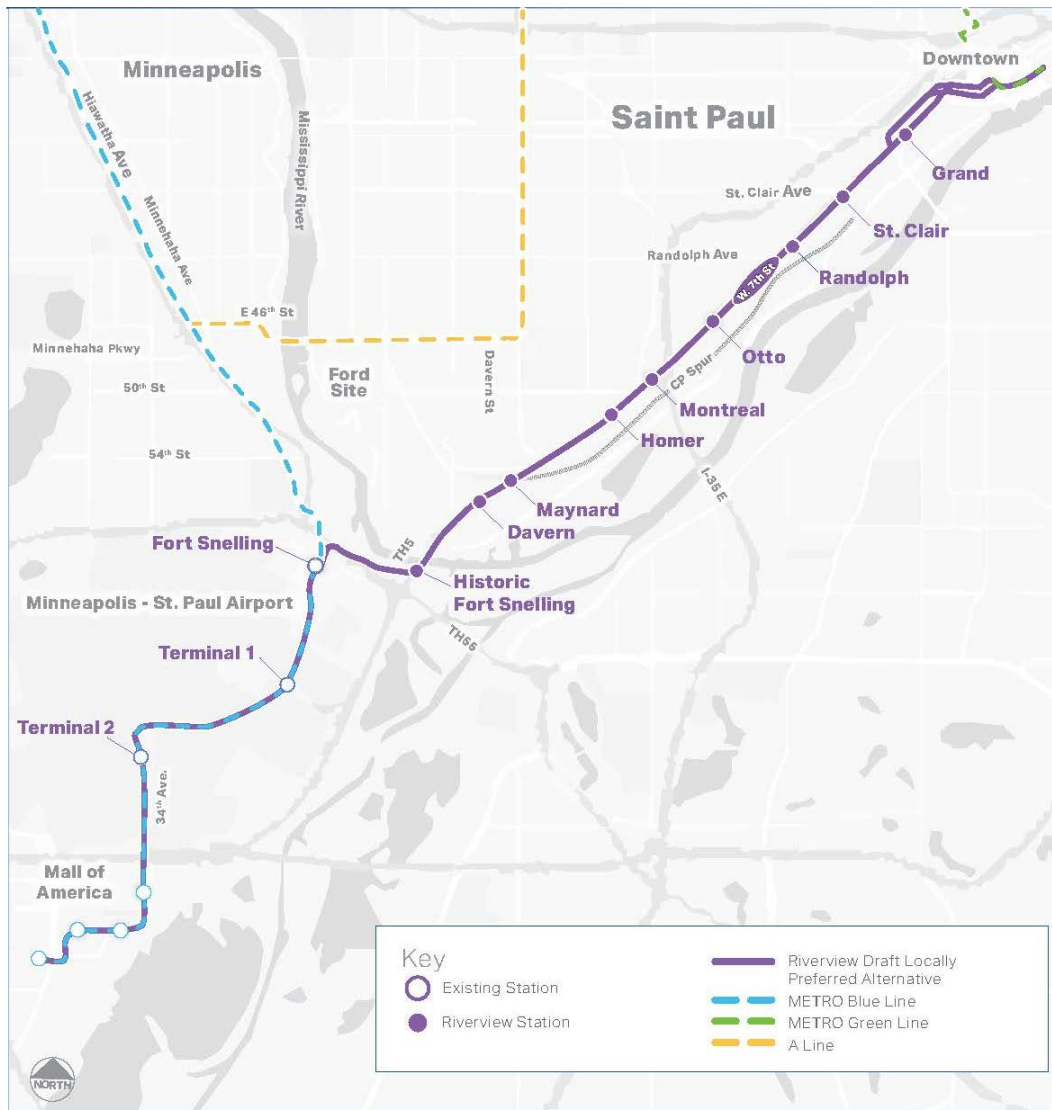 Minneapolis
Downtown
Saint Paul
Hiawatha Ave
Mississippi River
Grand
St. Clair Ave
Minnehaha Ave
St. Clair
Randolph Ave
Randolph
W. 7th St
E 46th St
Otto
Minnehaha Pkwy
Davern St
CP Spur
50th St
Ford
Site
Montreal
Homer
54th St
I-35E
Maynard
Davern
Fort Snelling
TH5
Historic
Fort Snelling
Minneapolis - St. Paul Airport
TH55
Terminal 1
Terminal 2
34th Ave.
Mall of
America
Key
Existing Station
Riverview Station
Riverview Draft Locally
Preferred Alternative
METRO Blue Line
METRO Green Line
A Line
NORTH